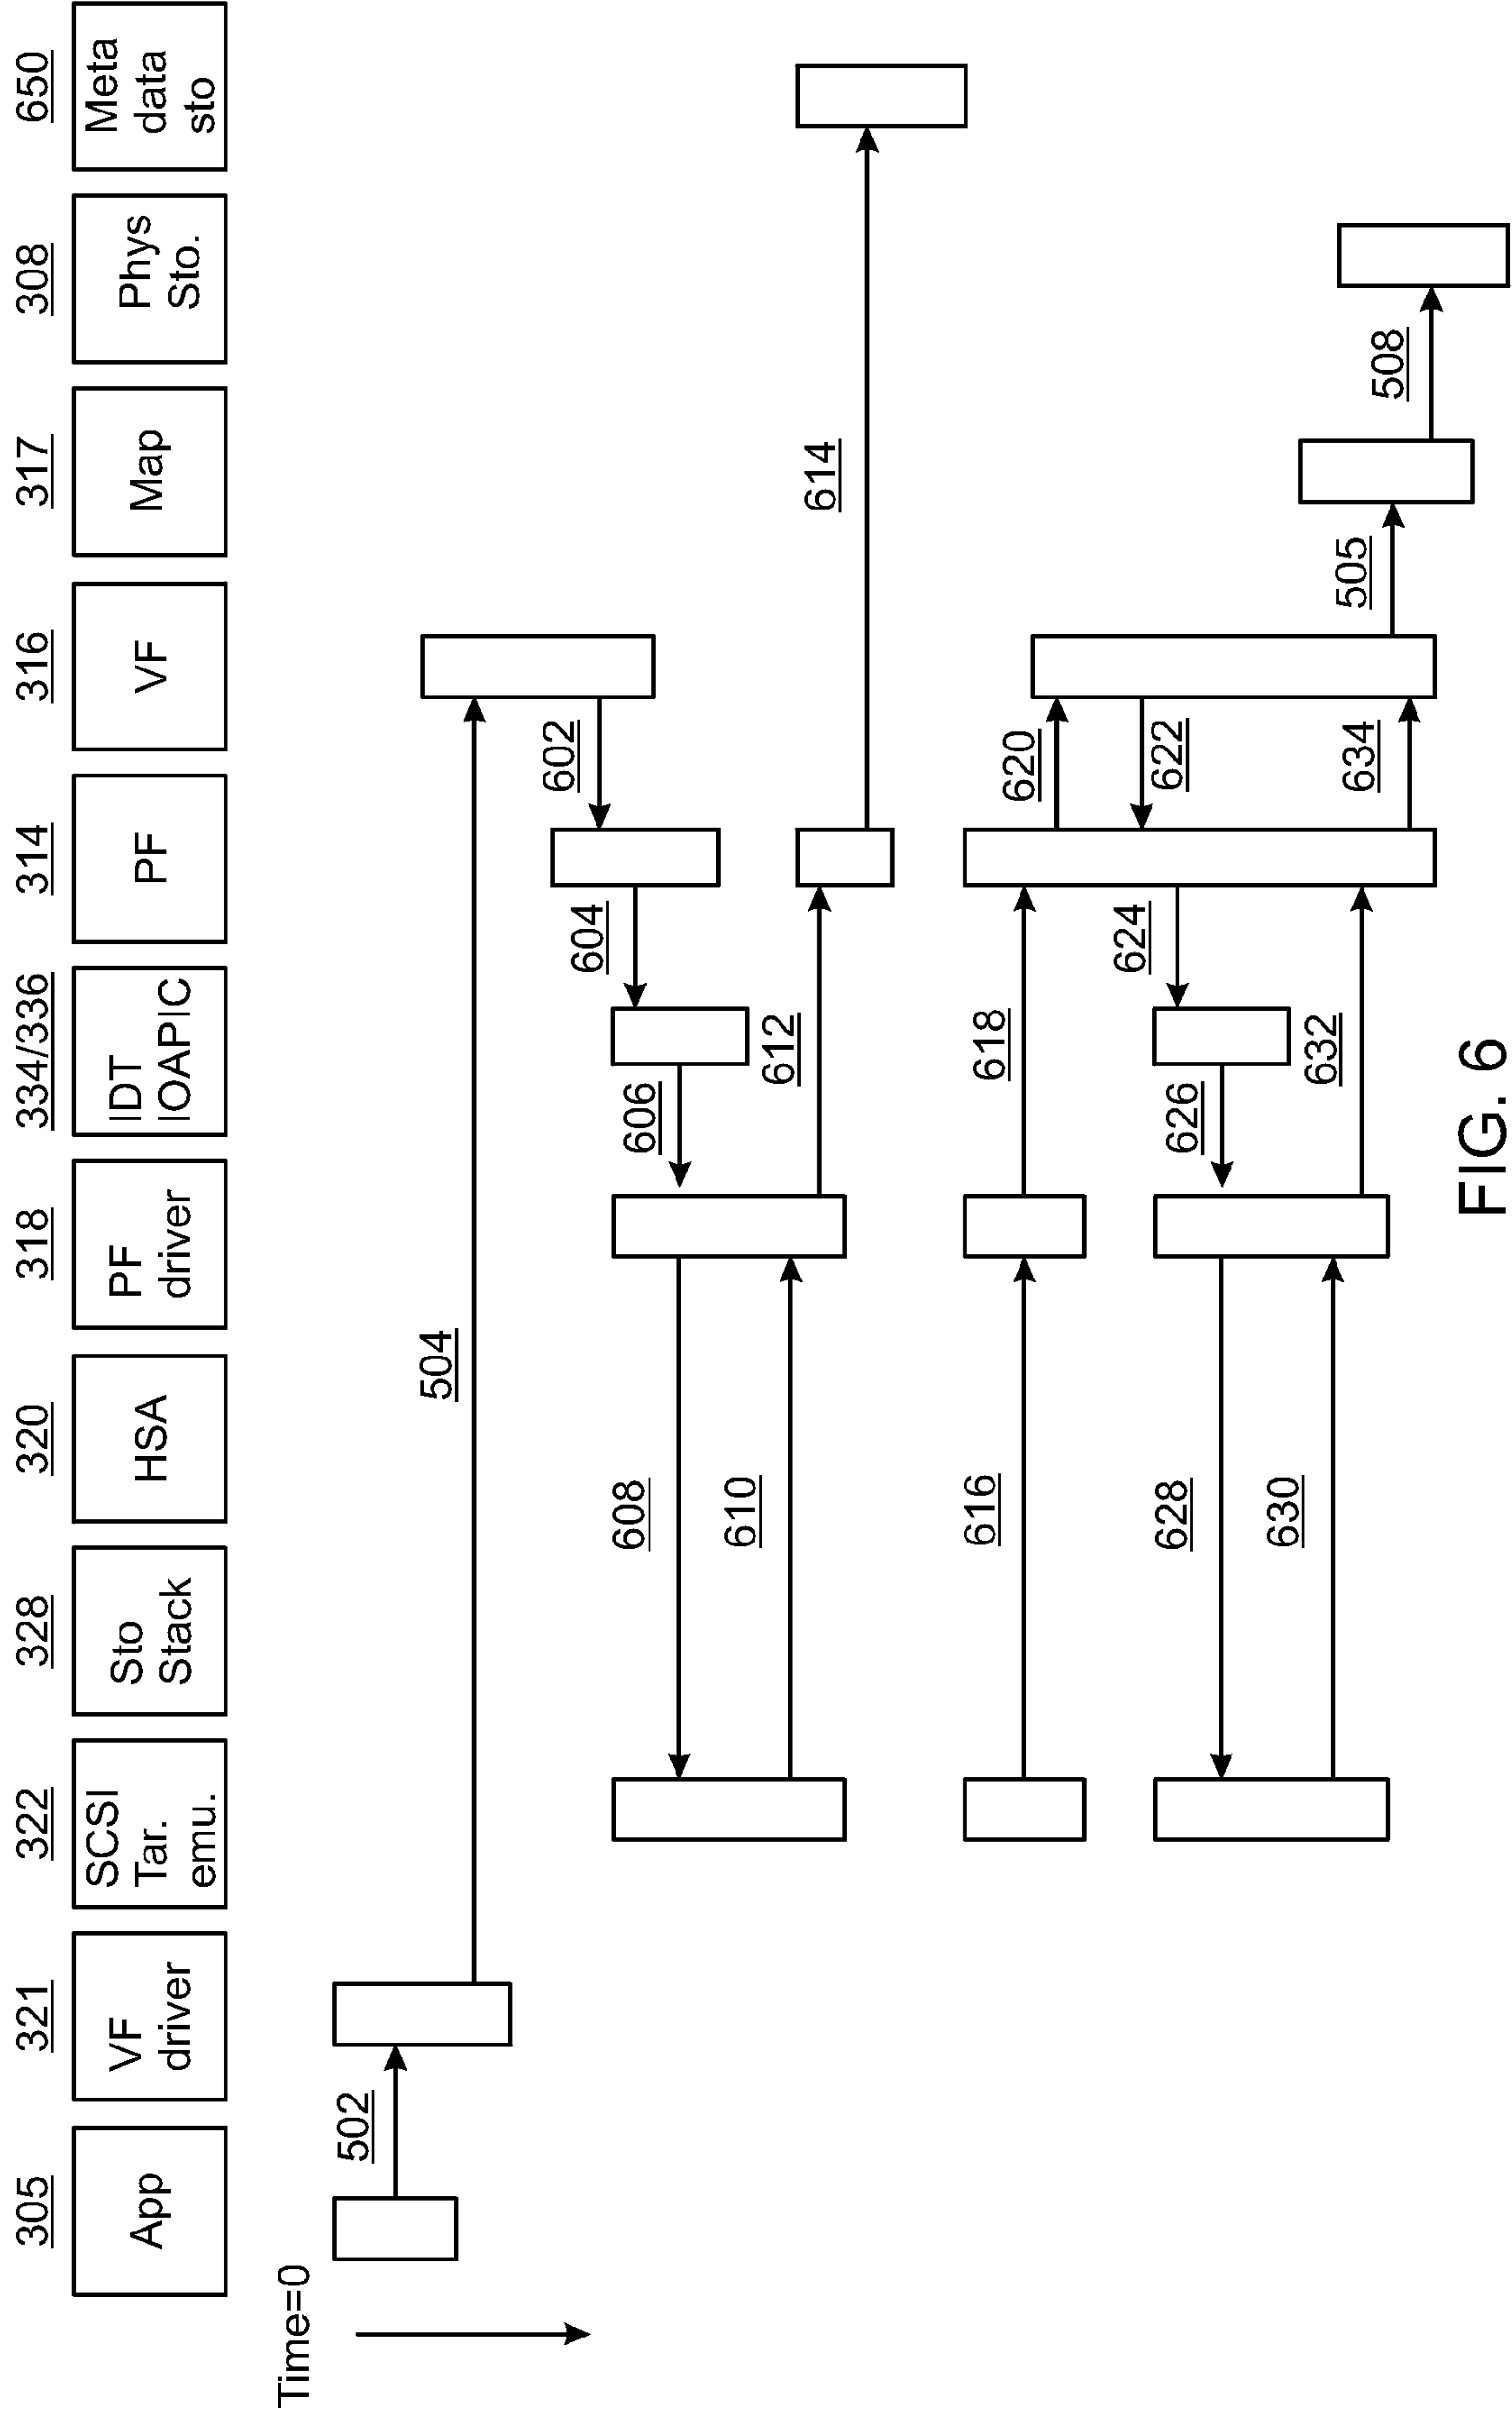 305
321
322
328
320
318
334/336
314
316
317
308
650
App
VF
driver
SCSI
Tar.
emu.
Sto
Stack
HSA
PF
driver
IDT
IOAPIC
PF
VF
Map
Phys
Sto.
Meta
data
sto
Time=0
502
504
602
604
606
608
610
612
614
616
618
620
622
624
626
628
630
632
634
505
508
FIG. 6